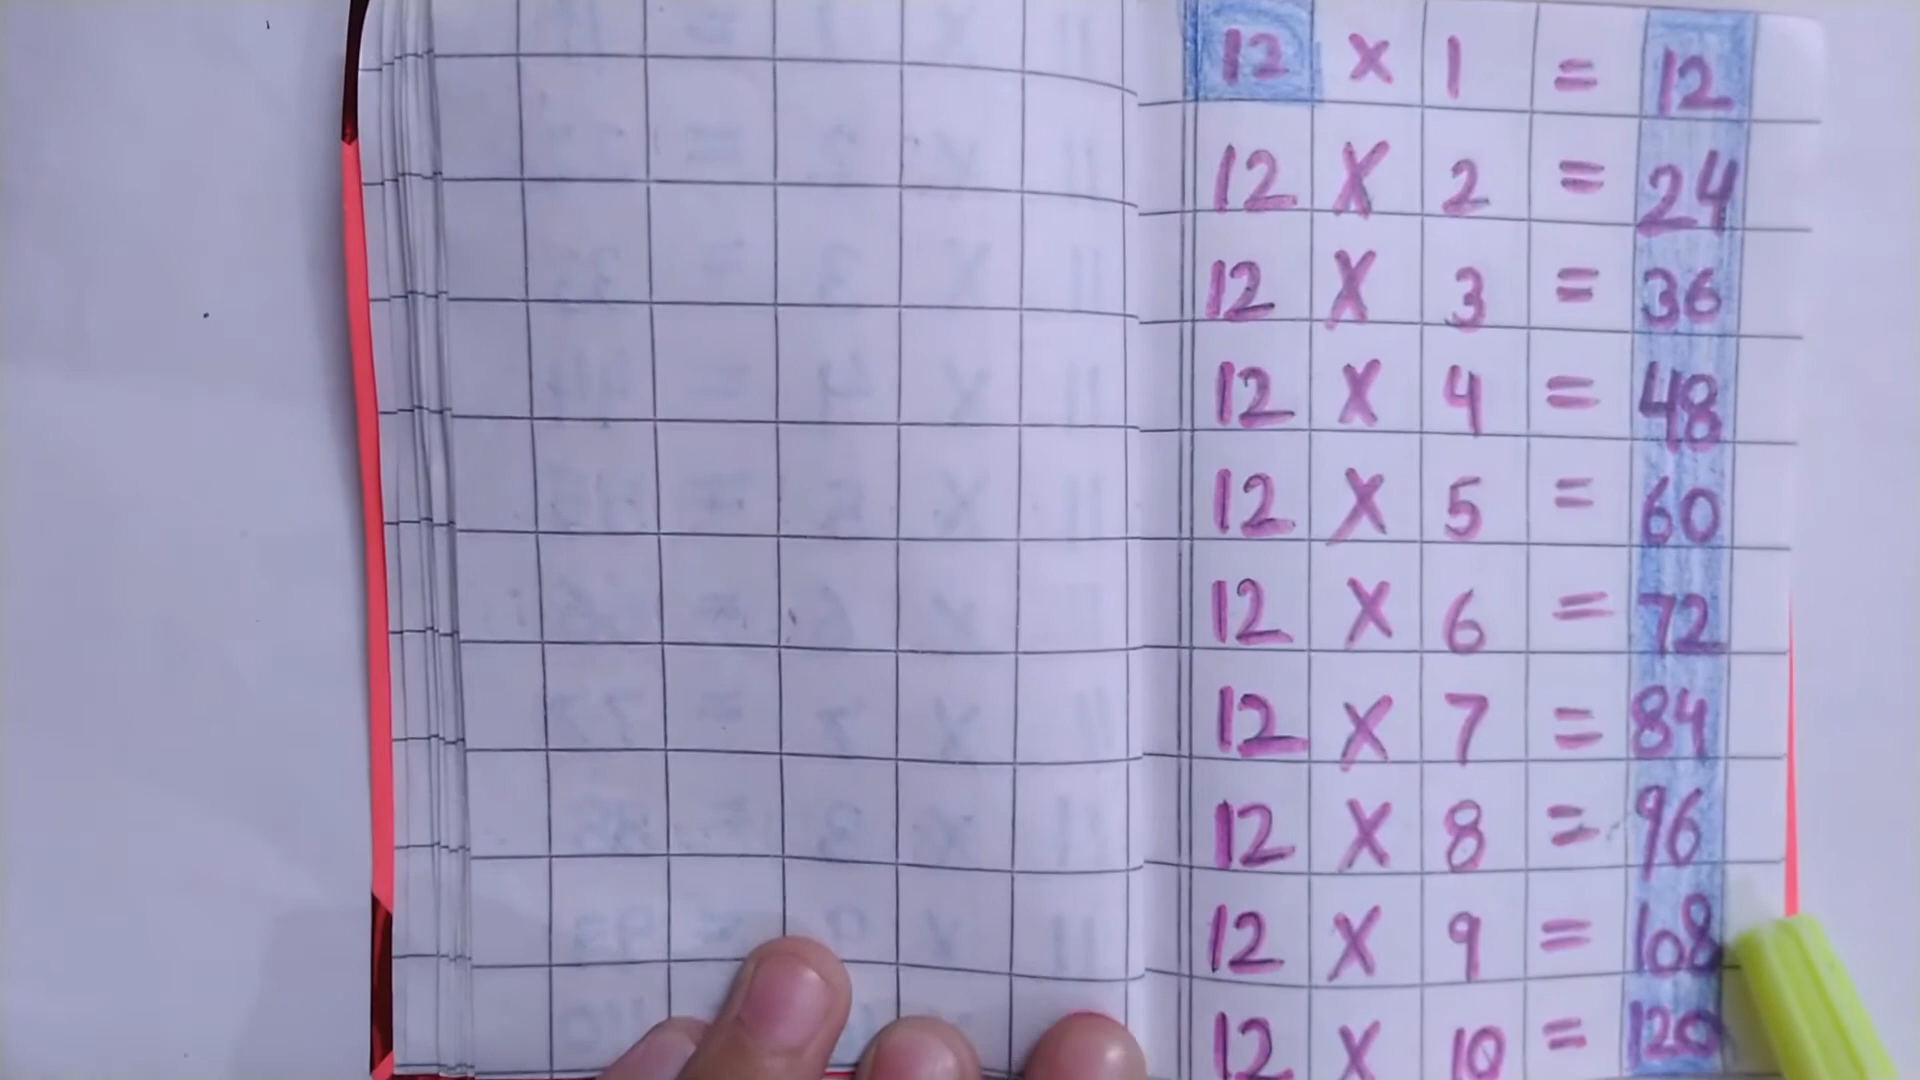 12 x 1 = 12
12 X 2 = 24
12 X 3 = 36
12 X 4 = 48
12 X 5 = 60
12 X 6 = 72
12 X 7 = 84
12 X 8 = 96
12 X 9 = 108
12 X 10 = 120